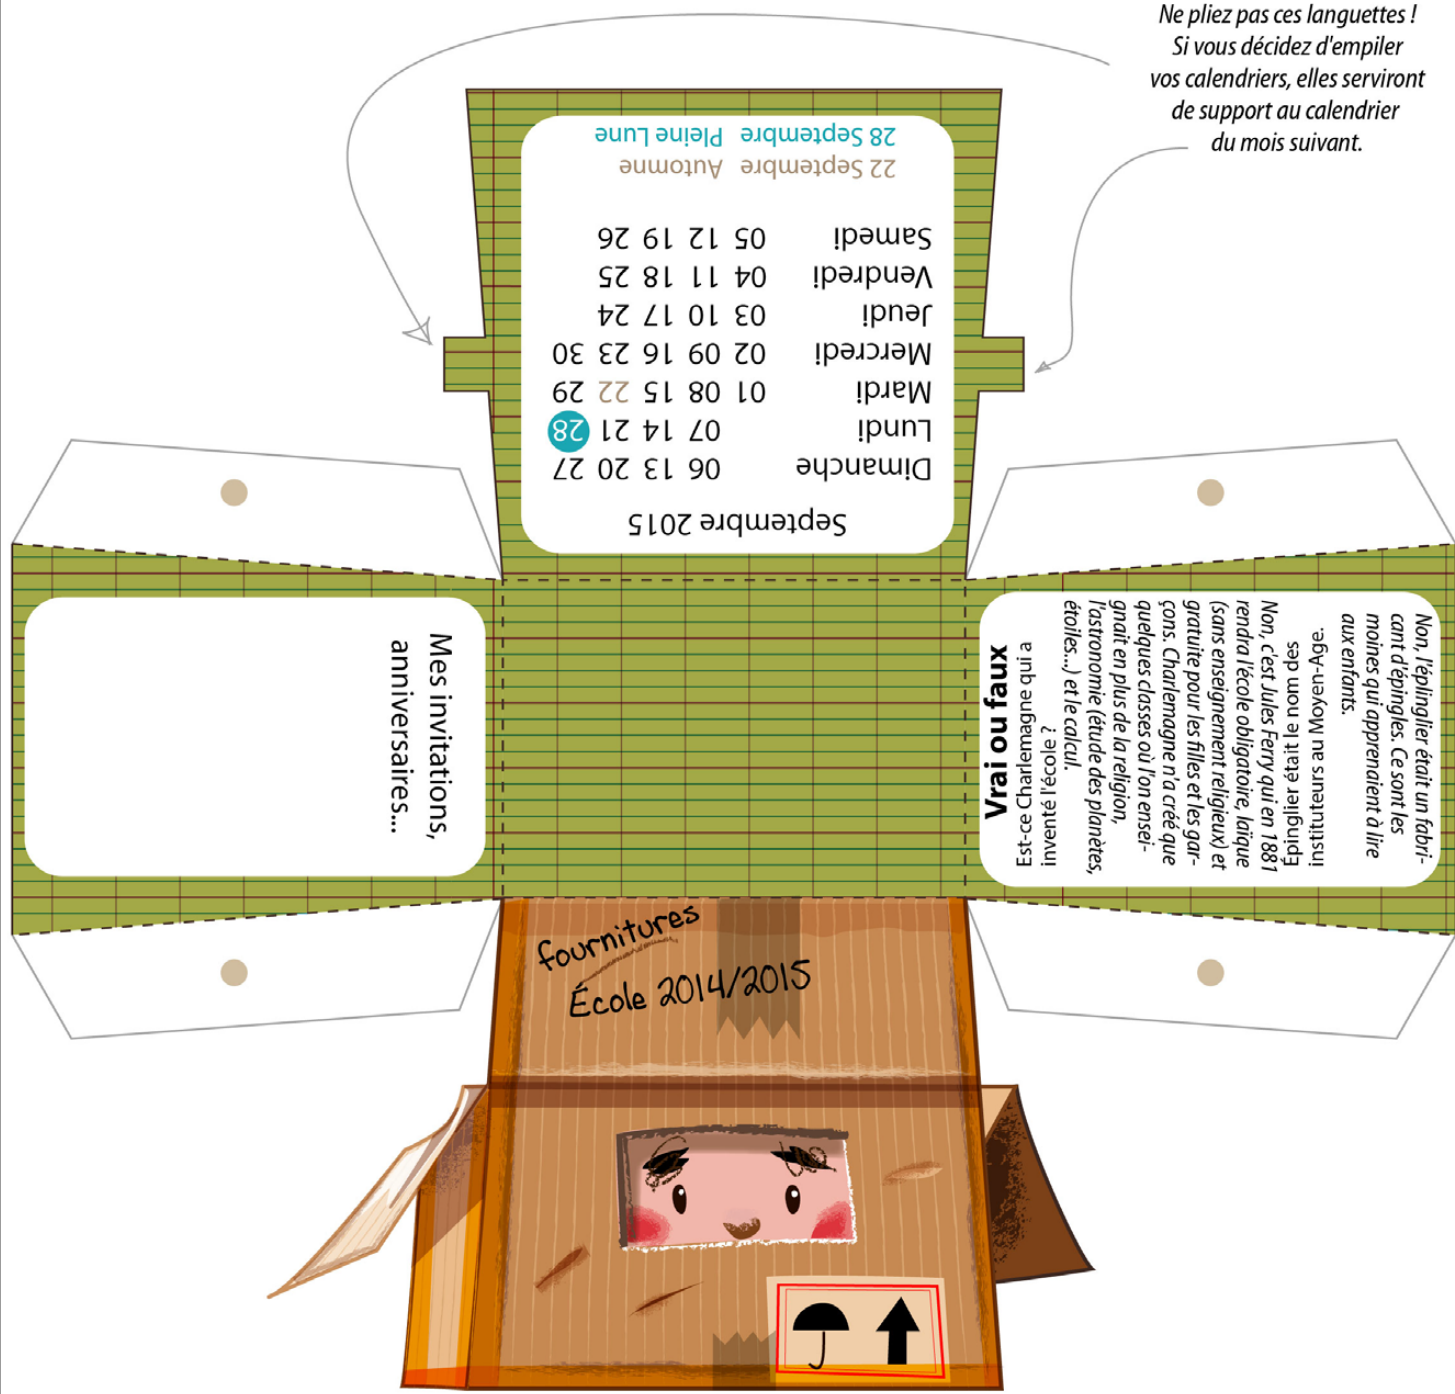 Ne pliez pas ces languettes !
Si vous décidez d'empiler
vos calendriers, elles serviront
de support au calendrier
du mois suivant.
Septembre 2015
Dimanche 06 13 20 27
Lundi 07 14 21 28
Mardi 01 08 15 22 29
Mercredi 02 09 16 23 30
Jeudi 03 10 17 24
Vendredi 04 11 18 25
Samedi 05 12 19 26
22 Septembre Automne
28 Septembre Pleine Lune
Mes invitations,
anniversaires...
Vrai ou faux
Est-ce Charlemagne qui a
inventé l'école ?
Non, c'est Jules Ferry qui en 1881
rendra l'école obligatoire, laïque
(sans enseignement religieux) et
gratuite pour les filles et les gar-
çons. Charlemagne n'a créé que
quelques classes où l'on ensei-
gnait en plus de la religion,
l'astronomie (étude des planètes,
étoiles...) et le calcul.
Épinglier était le nom des
instituteurs au Moyen-Age.
Non, l'éplinglier était un fabri-
cant d'épingles. Ce sont les
moines qui apprenaient à lire
aux enfants.
fournitures
École 2014/2015